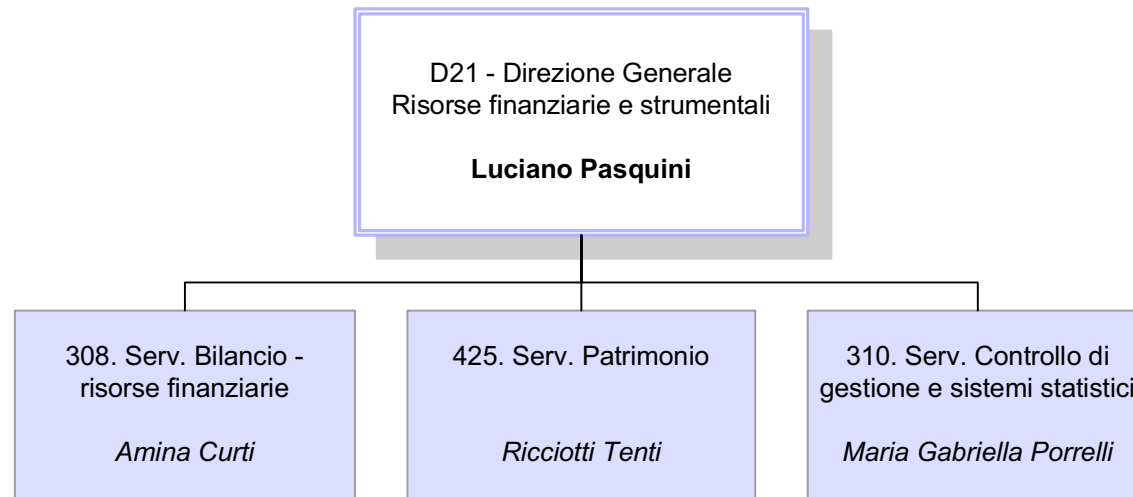 D21 - Direzione Generale
Risorse finanziarie e strumentali
Luciano Pasquini
308. Serv. Bilancio -
risorse finanziarie
Amina Curti
425. Serv. Patrimonio
Ricciotti Tenti
310. Serv. Controllo di
gestione e sistemi statistici
Maria Gabriella Porrelli